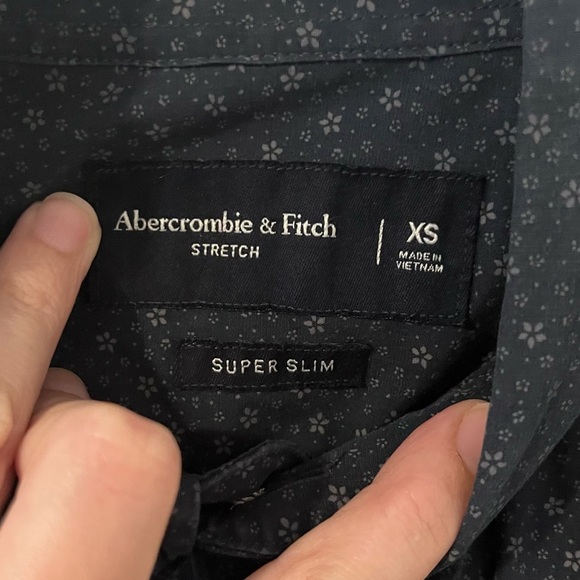 Abercrombie & Fitch
STRETCH
XS
MADE IN
VIETNAM
SUPER SLIM